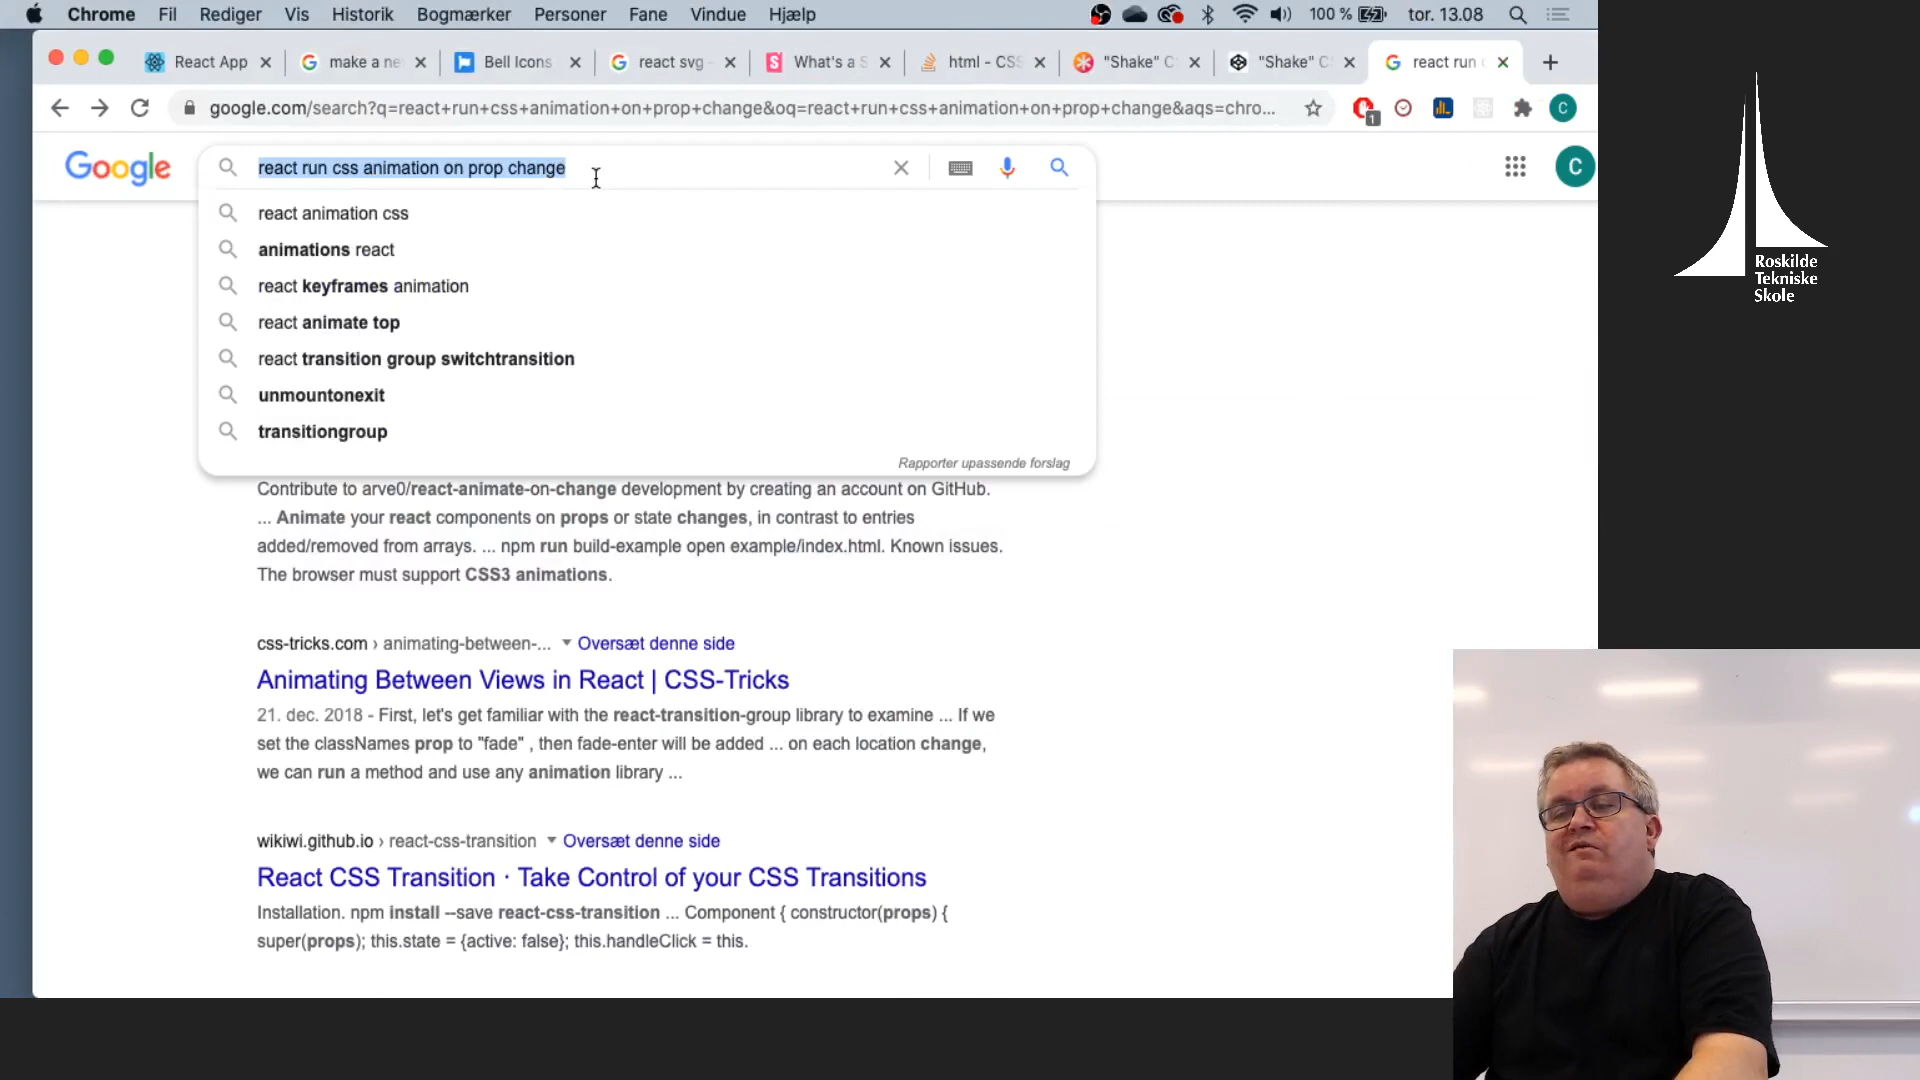 Chrome Fil Rediger Vis Historik Bogmærker Personer Fane Vindue Hjælp 100 % tor. 13.08
React App make a ne Bell Icons react svg - What's a S html - CSS "Shake" C "Shake" C react run
google.com/search?q=react+run+css+animation+on+prop+change&oq=react+run+css+animation+on+prop+change&aqs=chro... 1 C
Google react run css animation on prop change C
react animation css
animations react
react keyframes animation
react animate top
react transition group switchtransition
unmountonexit
transitiongroup
Rapporter upassende forslag
Contribute to arve0/react-animate-on-change development by creating an account on GitHub.
... Animate your react components on props or state changes, in contrast to entries
added/removed from arrays. ... npm run build-example open example/index.html. Known issues.
The browser must support CSS3 animations.
css-tricks.com › animating-between-... Oversæt denne side
Animating Between Views in React | CSS-Tricks
21. dec. 2018 - First, let's get familiar with the react-transition-group library to examine ... If we
set the classNames prop to "fade" , then fade-enter will be added ... on each location change,
we can run a method and use any animation library ...
wikiwi.github.io › react-css-transition Oversæt denne side
React CSS Transition · Take Control of your CSS Transitions
Installation. npm install --save react-css-transition ... Component { constructor(props) {
super(props); this.state = {active: false}; this.handleClick = this.
Roskilde
Tekniske
Skole